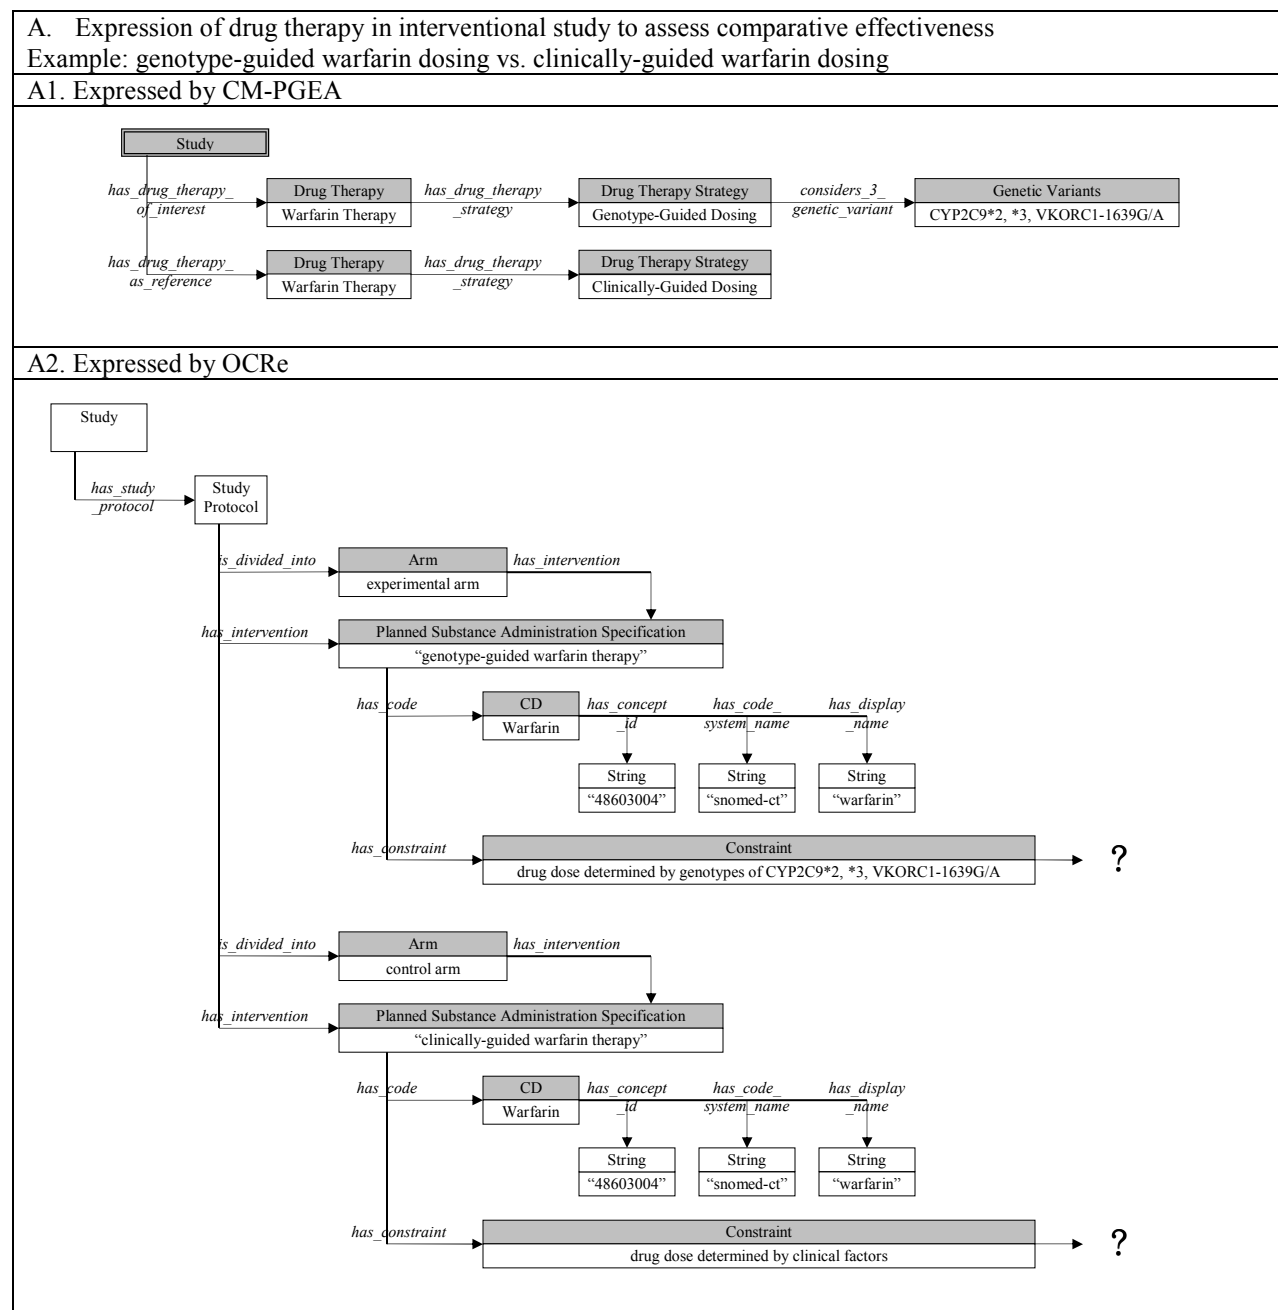 A. Expression of drug therapy in interventional study to assess comparative effectiveness
Example: genotype-guided warfarin dosing vs. clinically-guided warfarin dosing
A1. Expressed by CM-PGEA
Study
has_drug_therapy_
of_interest
Drug Therapy
Warfarin Therapy
has_drug_therapy
_strategy
Drug Therapy Strategy
Genotype-Guided Dosing
considers_3_
genetic_variant
Genetic Variants
CYP2C9*2, *3, VKORC1-1639G/A
has_drug_therapy_
as_reference
Drug Therapy
Warfarin Therapy
has_drug_therapy
_strategy
Drug Therapy Strategy
Clinically-Guided Dosing
A2. Expressed by OCRe
Study
has_study
_protocol
Study
Protocol
is_divided_into
Arm
experimental arm
has_intervention
has_intervention
Planned Substance Administration Specification
“genotype-guided warfarin therapy”
has_code
CD
Warfarin
has_concept
_id
has_code_
system_name
has_display
_name
String
“48603004”
String
“snomed-ct”
String
“warfarin”
has_constraint
Constraint
drug dose determined by genotypes of CYP2C9*2, *3, VKORC1-1639G/A
?
is_divided_into
Arm
control arm
has_intervention
has_intervention
Planned Substance Administration Specification
“clinically-guided warfarin therapy”
has_code
CD
Warfarin
has_concept
_id
has_code_
system_name
has_display
_name
String
“48603004”
String
“snomed-ct”
String
“warfarin”
has_constraint
Constraint
drug dose determined by clinical factors
?